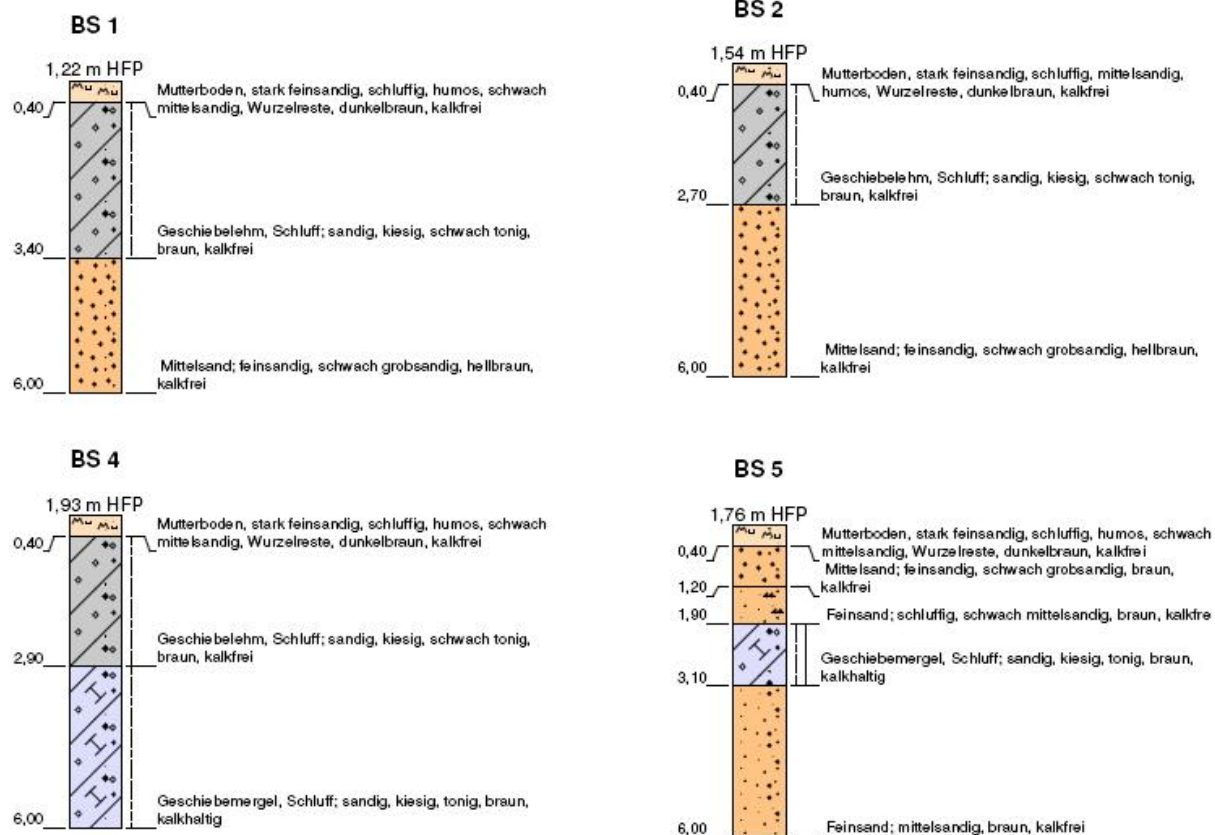 BS 1
1,22 m HFP
Mutterboden, stark feinsandig, schluffig, humos, schwach
0,40
mittelsandig, Wurzelreste, dunkelbraun, kalkfrei
Geschiebelehm, Schluff; sandig, kiesig, schwach tonig,
3,40
braun, kalkfrei
Mittelsand; feinsandig, schwach grobsandig, hellbraun,
6,00
kalkfrei
BS 2
1,54 m HFP
Mutterboden, stark feinsandig, schluffig, mittelsandig,
0,40
humos, Wurzelreste, dunkelbraun, kalkfrei
Geschiebelehm, Schluff; sandig, kiesig, schwach tonig,
2,70
braun, kalkfrei
Mittelsand; feinsandig, schwach grobsandig, hellbraun,
6,00
kalkfrei
BS 4
1,93 m HFP
Mutterboden, stark feinsandig, schluffig, humos, schwach
0,40
mittelsandig, Wurzelreste, dunkelbraun, kalkfrei
Geschiebelehm, Schluff; sandig, kiesig, schwach tonig,
2,90
braun, kalkfrei
Geschiebemergel, Schluff; sandig, kiesig, tonig, braun,
6,00
kalkhaltig
BS 5
1,76 m HFP
Mutterboden, stark feinsandig, schluffig, humos, schwach
0,40
mittelsandig, Wurzelreste, dunkelbraun, kalkfrei
Mittelsand; feinsandig, schwach grobsandig, braun,
1,20
kalkfrei
1,90
Feinsand; schluffig, schwach mittelsandig, braun, kalkfre
Geschiebemergel, Schluff; sandig, kiesig, tonig, braun,
3,10
kalkhaltig
6,00
Feinsand; mittelsandig, braun, kalkfrei